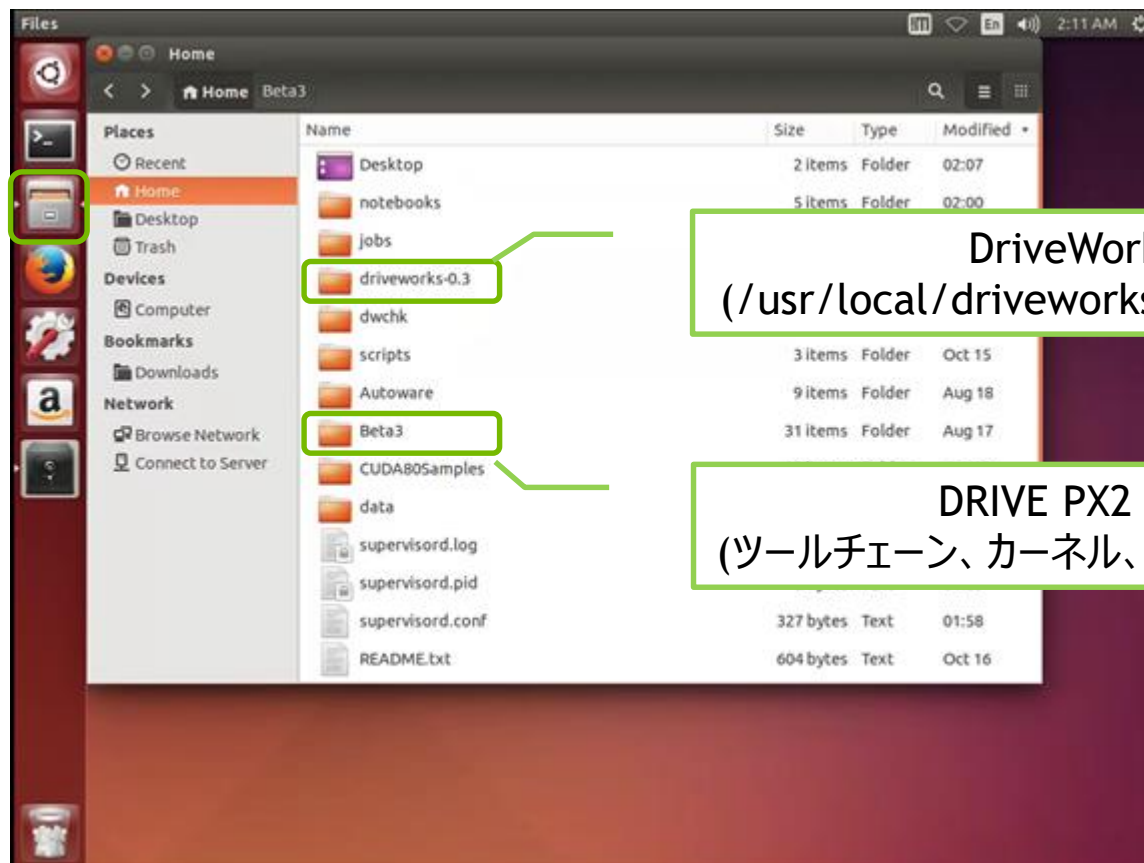 Files
En
2:11 AM
Home
Home Beta3
Places
Recent
Home
Desktop
Trash
Devices
Computer
Bookmarks
Downloads
Network
Browse Network
Connect to Server
Name Size Type Modified
Desktop 2 items Folder 02:07
notebooks 5 items Folder 02:00
jobs
driveworks-0.3
dwchk
scripts 3 items Folder Oct 15
Autoware 9 items Folder Aug 18
Beta3 31 items Folder Aug 17
CUDA80Samples
data
supervisord.log
supervisord.pid
supervisord.conf 327 bytes Text 01:58
README.txt 604 bytes Text Oct 16
DriveWor
(/usr/local/driveworks
DRIVE PX2
(ツールチェーン、カーネル、